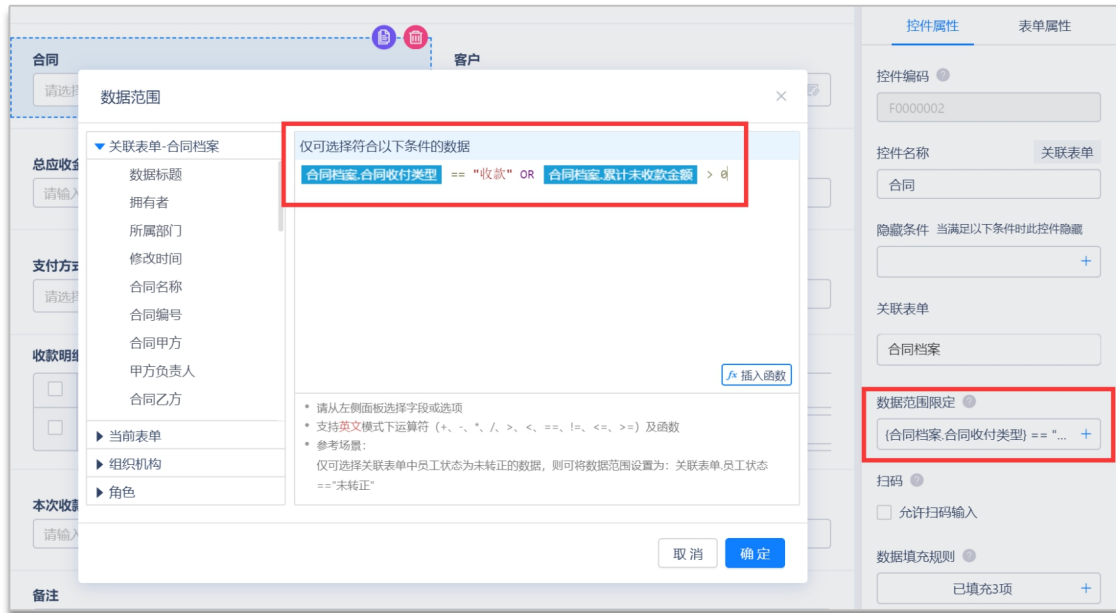 控件属性 表单属性
合同
客户
请选
控件编码
F0000002
控件名称 关联表单
合同
隐藏条件 当满足以下条件时此控件隐藏
关联表单
合同档案
数据范围限定
{合同档案.合同收付类型} == "... +
扫码
允许扫码输入
数据填充规则
已填充3项 +
总应收金
请输入
支付方式
请选择
收款明细
本次收款
请输入
备注
数据范围
关联表单-合同档案
数据标题
拥有者
所属部门
修改时间
合同名称
合同编号
合同甲方
甲方负责人
合同乙方
当前表单
组织机构
角色
仅可选择符合以下条件的数据
合同档案.合同收付类型 == "收款" OR 合同档案.累计未收款金额 > 0
fx 插入函数
• 请从左侧面板选择字段或选项
• 支持英文模式下运算符（+、-、*、/、>、<、==、!=、<=、>=）及函数
• 参考场景：
仅可选择关联表单中员工状态为未转正的数据，则可将数据范围设置为：关联表单.员工状态
=="未转正"
取消 确定